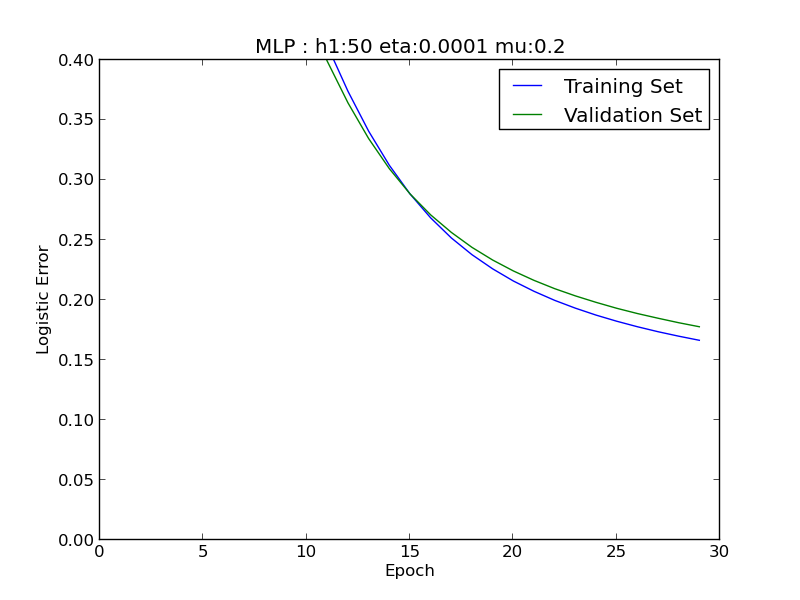 MLP : h1:50 eta:0.0001 mu:0.2
Training Set
Validation Set
0.40
0.35
0.30
0.25
0.20
0.15
0.10
0.05
0.00
Logistic Error
0 5 10 15 20 25 30
Epoch